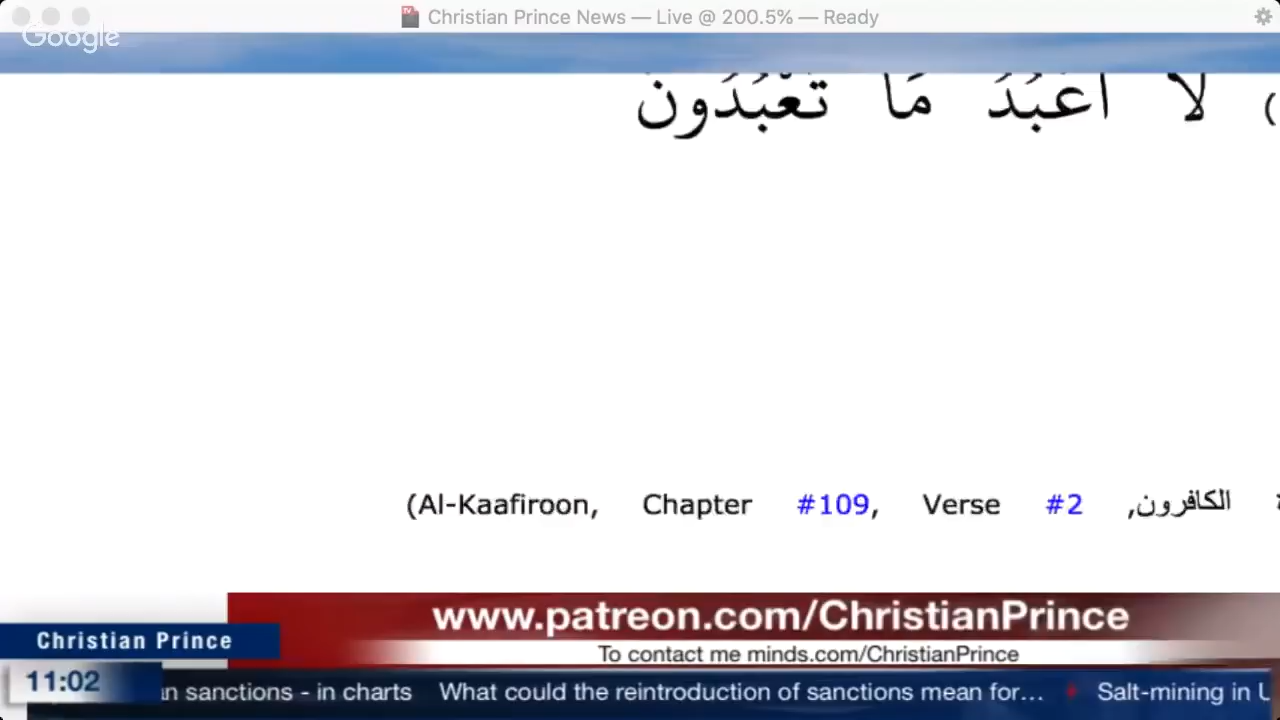 Christian Prince News — Live @ 200.5% — Ready
Google
( لَا أَعْبُدُ مَا تَعْبُدُونَ
(Al-Kaafiroon, Chapter #109, Verse #2 الكافرون,
www.patreon.com/ChristianPrince
Christian Prince
To contact me minds.com/ChristianPrince
11:02
sanctions - in charts What could the reintroduction of sanctions mean for... Salt-mining in